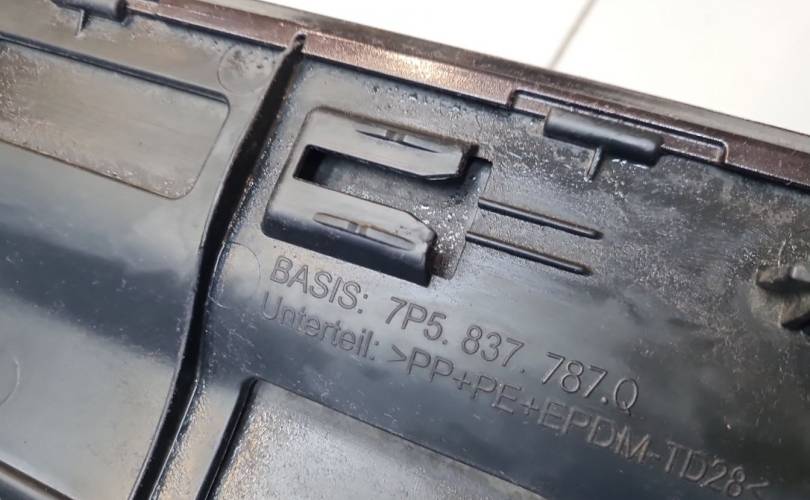 BASIS: 7P5. 837. 787.Q
Unterteil: >PP+PE+EPDM-TD28<